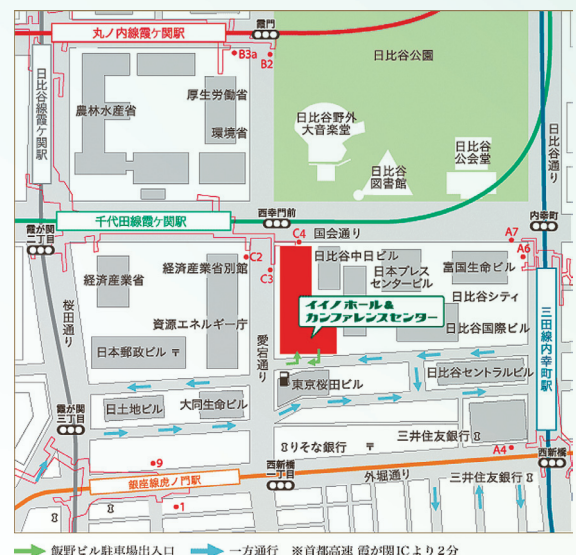 霞門
丸ノ内線霞ケ関駅
B3a
B2
日比谷公園
日比谷線霞ケ関駅
厚生労働省
農林水産省
環境省
日比谷野外
大音楽堂
日比谷
公会堂
日比谷
図書館
日比谷通り
千代田線霞ケ関駅
西幸門前
内幸町
霞が関
二丁目
C4
国会通り
A7
A6
C2
C3
日比谷中日ビル
日本プレス
センタービル
富国生命ビル
経済産業省
経済産業省別館
日比谷シティ
イイノホール&
カンファレンスセンター
桜田通り
資源エネルギー庁
愛宕通り
日比谷国際ビル
三田線内幸町駅
日本郵政ビル 〒
東京桜田ビル
日比谷セントラルビル
日土地ビル
大同生命ビル
霞が関
三丁目
りそな銀行
〒
三井住友銀行
A4
西新橋
9
銀座線虎ノ門駅
西新橋
一丁目
外堀通り
三井住友銀行
1
飯野ビル駐車場出入口
一方通行
※首都高速 霞が関ICより2分